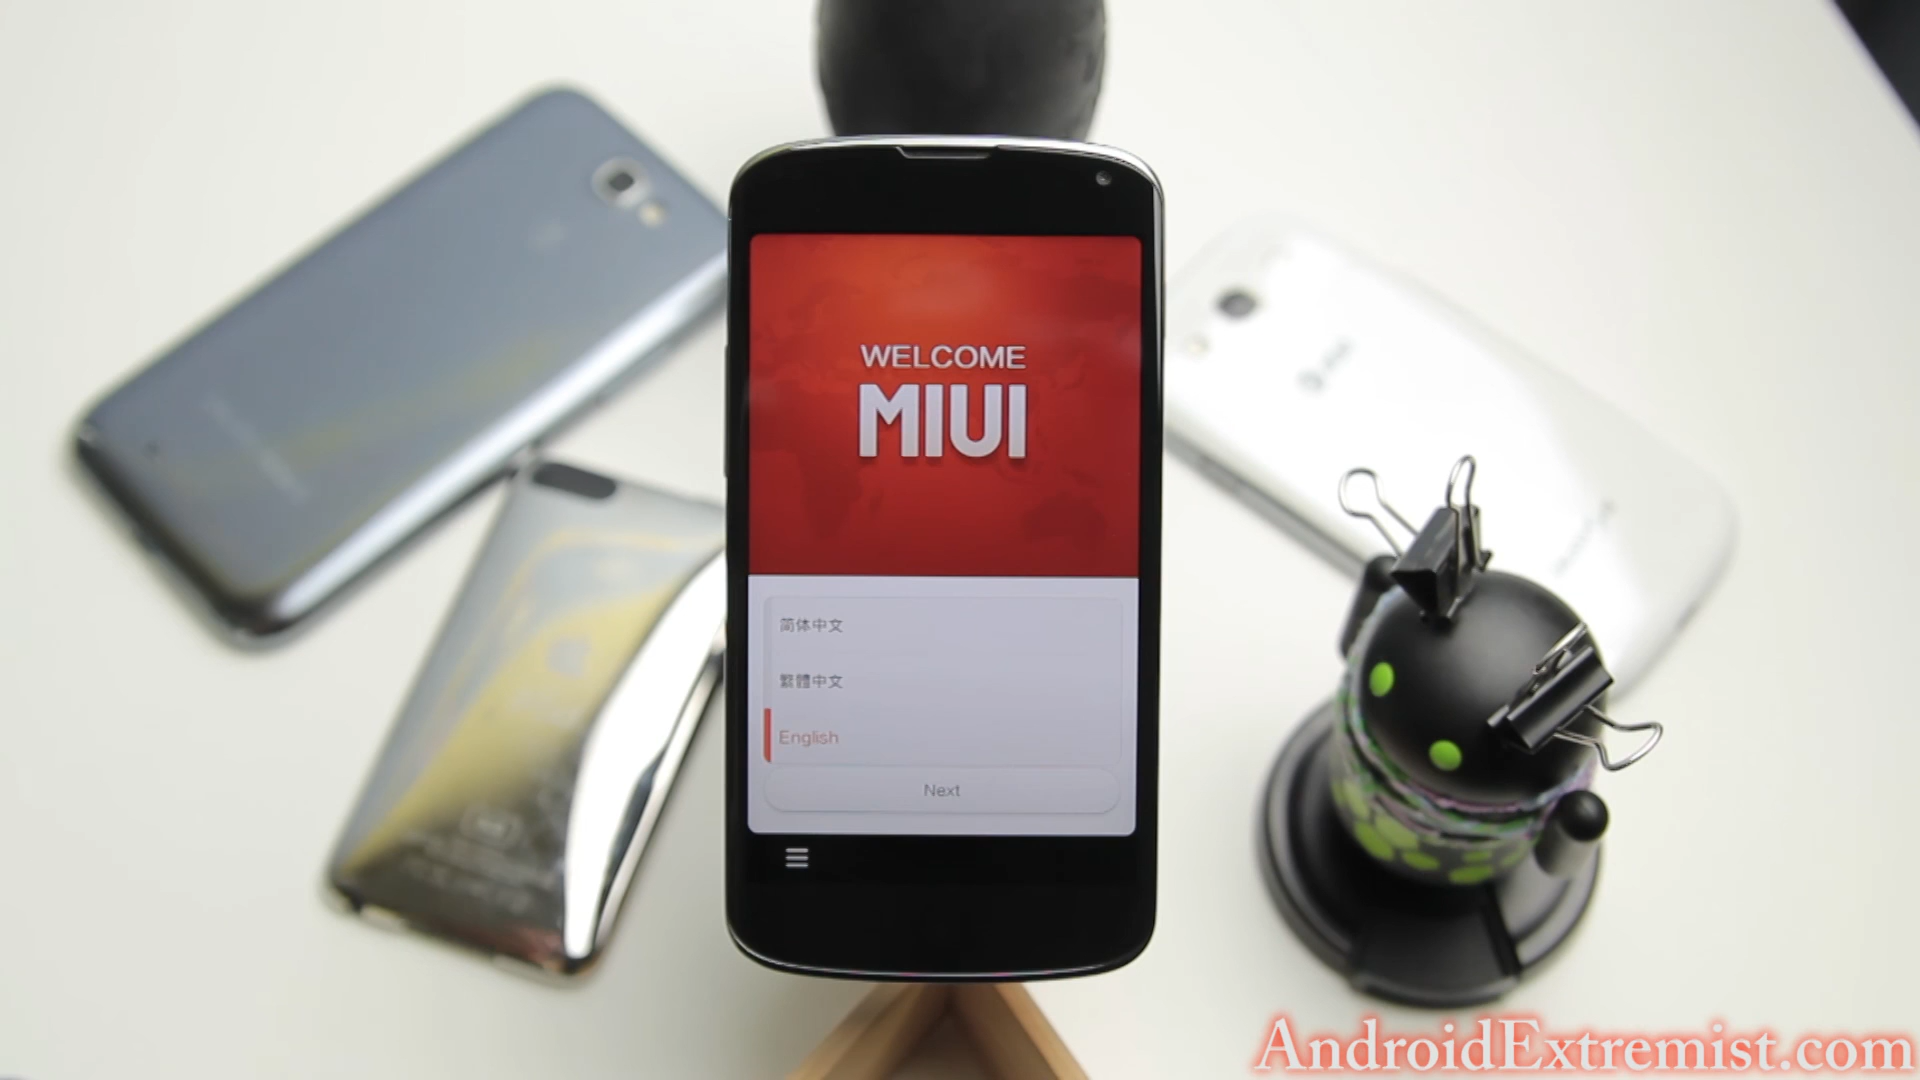 WELCOME
MIUI
简体中文
繁體中文
English
Next
AndroidExtremist.com